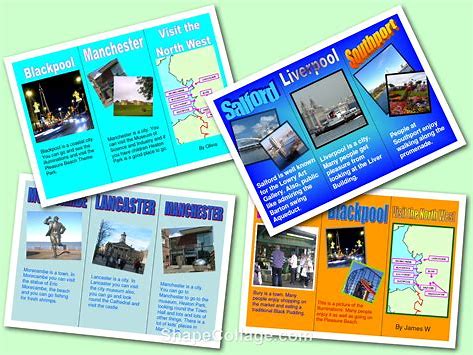 Blackpool
Blackpool is a coastal city.
You can go and see the
illuminations and visit the
Pleasure Beach Theme
Park.
Manchester
Manchester is a city. You
can visit the Museum of
Science and Industry and if
you have children Heaton
Park is a good place to go.
Visit the
North West
By Olivia
Salford
Salford is well known
for the Lowry Art
Gallery. Also, public
like admiring the
Barton swing
Aqueduct.
Liverpool
Liverpool is a city.
Many people get
pleasure from
looking at the Liver
Building.
Southport
People at
Southport enjoy
walking along the
promenade.
Morecambe is a town. In
Morecambe you can visit
the statue of Eric
Morecambe, the beach
and you can go fishing
for fresh shrimps.
LANCASTER
Lancaster is a city. In
Lancaster you can visit
also, you can
go out and look
round the Cathedral and
visit the castle.
MANCHESTER
Manchester is a city.
you can go to
Manchester to go to the
museum, Heaton Park,
looking round the Town
Hall and lots and lots of
other things. There is a
lot of kids' places in
Bury is a town. Many
people enjoy shopping on
the market and eating a
traditional Black Pudding.
Blackpool
This is a picture of the
Illuminations. Many people
enjoy it so well as going on
the Pleasure Beach.
Visit the North West
By James W
ShapeCollage.com